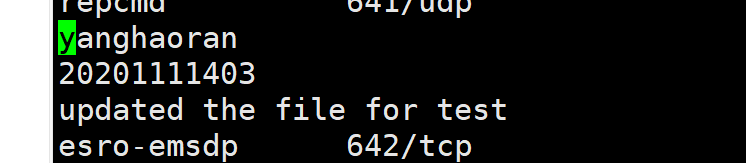 repcmd 641/udp
yanghaoran
20201111403
updated the file for test
esro-emsdp 642/tcp